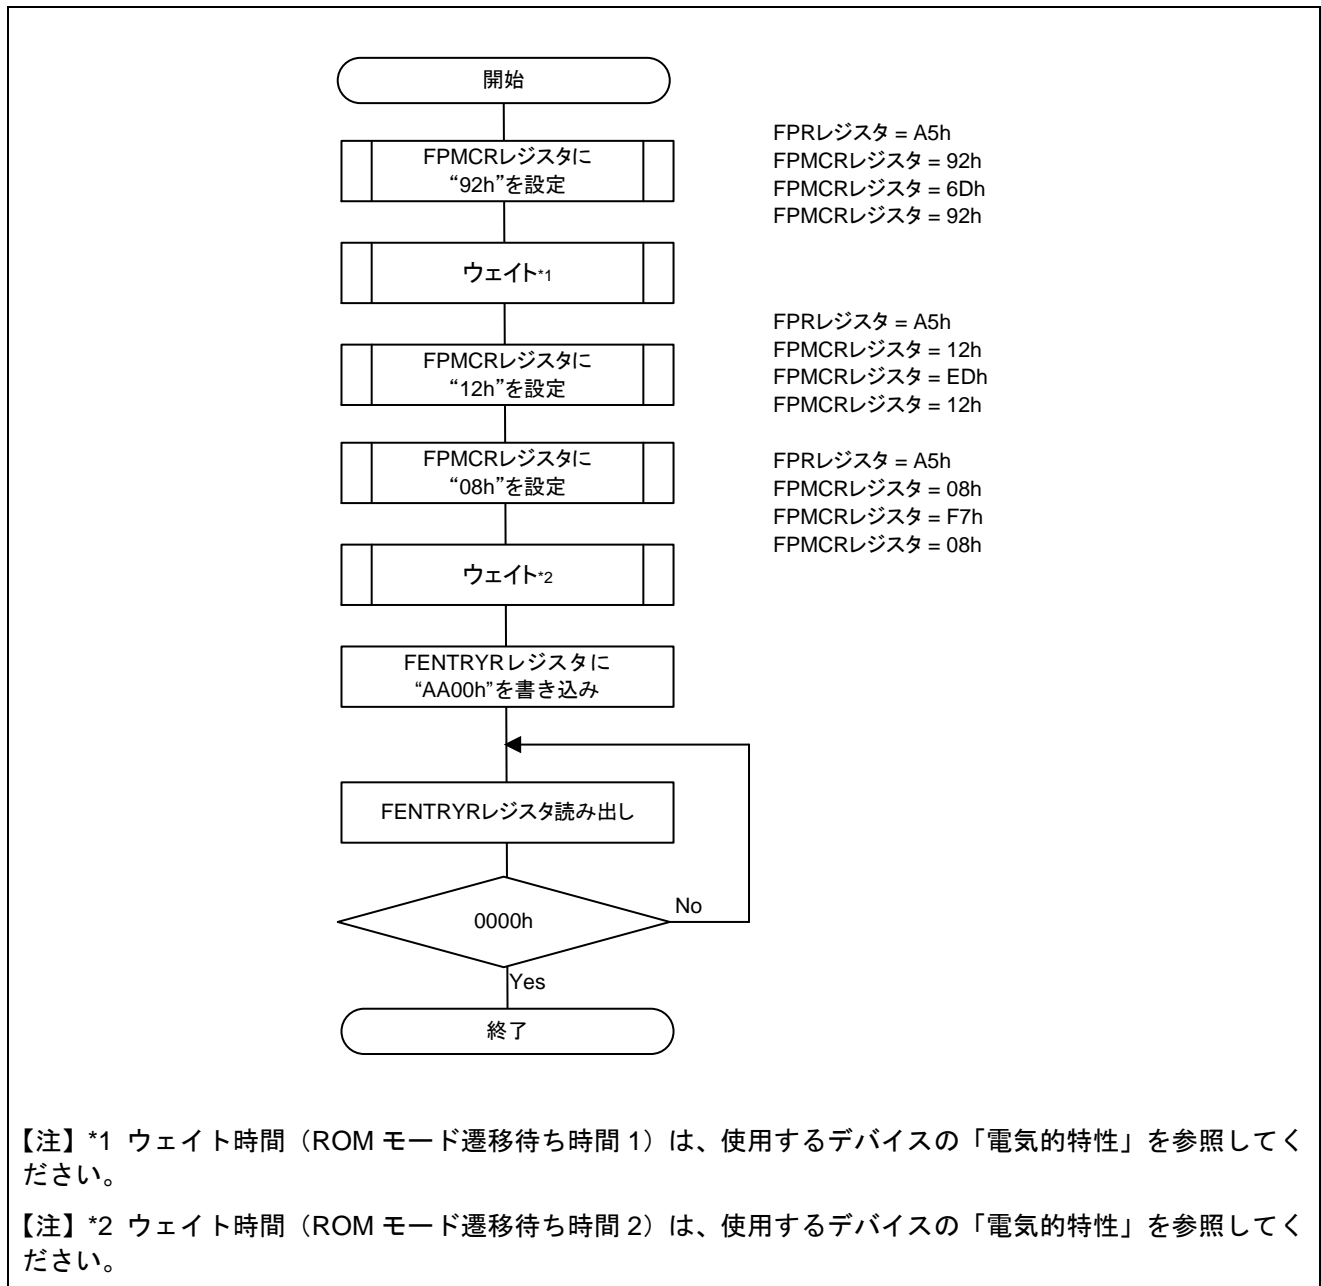 開始
FPMCRレジスタに
“92h”を設定
FPRレジスタ = A5h
FPMCRレジスタ = 92h
FPMCRレジスタ = 6Dh
FPMCRレジスタ = 92h
ウェイト*1
FPMCRレジスタに
“12h”を設定
FPRレジスタ = A5h
FPMCRレジスタ = 12h
FPMCRレジスタ = EDh
FPMCRレジスタ = 12h
FPMCRレジスタに
“08h”を設定
FPRレジスタ = A5h
FPMCRレジスタ = 08h
FPMCRレジスタ = F7h
FPMCRレジスタ = 08h
ウェイト*2
FENTRYRレジスタに
“AA00h”を書き込み
FENTRYRレジスタ読み出し
0000h
No
Yes
終了
【注】*1 ウェイト時間（ROM モード遷移待ち時間 1）は、使用するデバイスの「電気的特性」を参照してく
ださい。
【注】*2 ウェイト時間（ROM モード遷移待ち時間 2）は、使用するデバイスの「電気的特性」を参照してく
ださい。